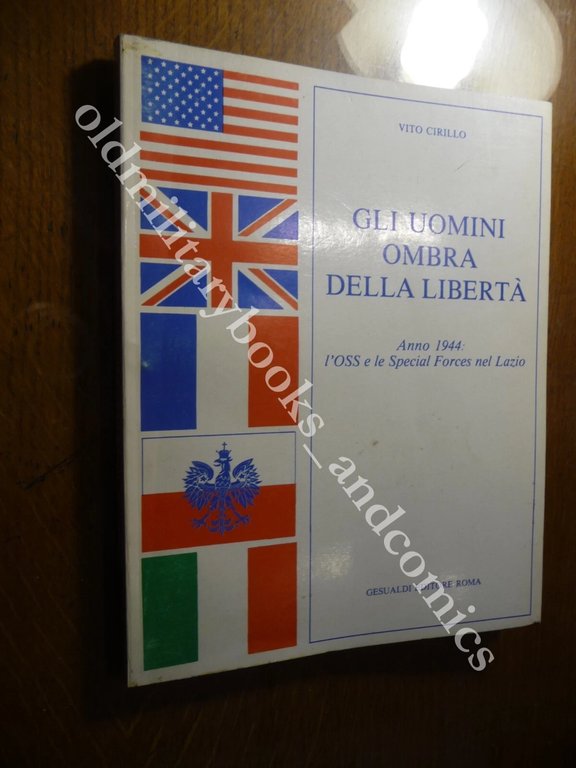 VITO CIRILLO
GLI UOMINI
OMBRA
DELLA LIBERTÀ
Anno 1944:
l'OSS e le Special Forces nel Lazio
GESUALDI EDITORE ROMA
oldmilitarybooks_andcomics